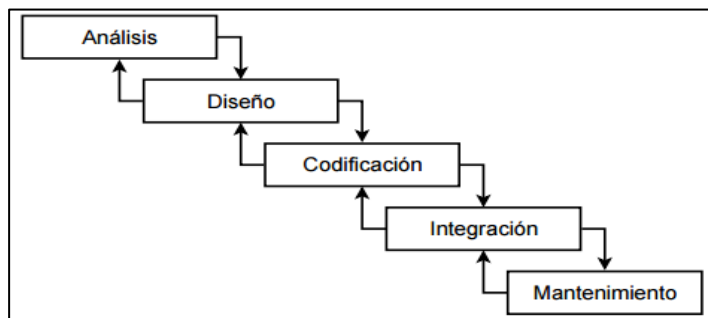 Análisis
Diseño
Codificación
Integración
Mantenimiento